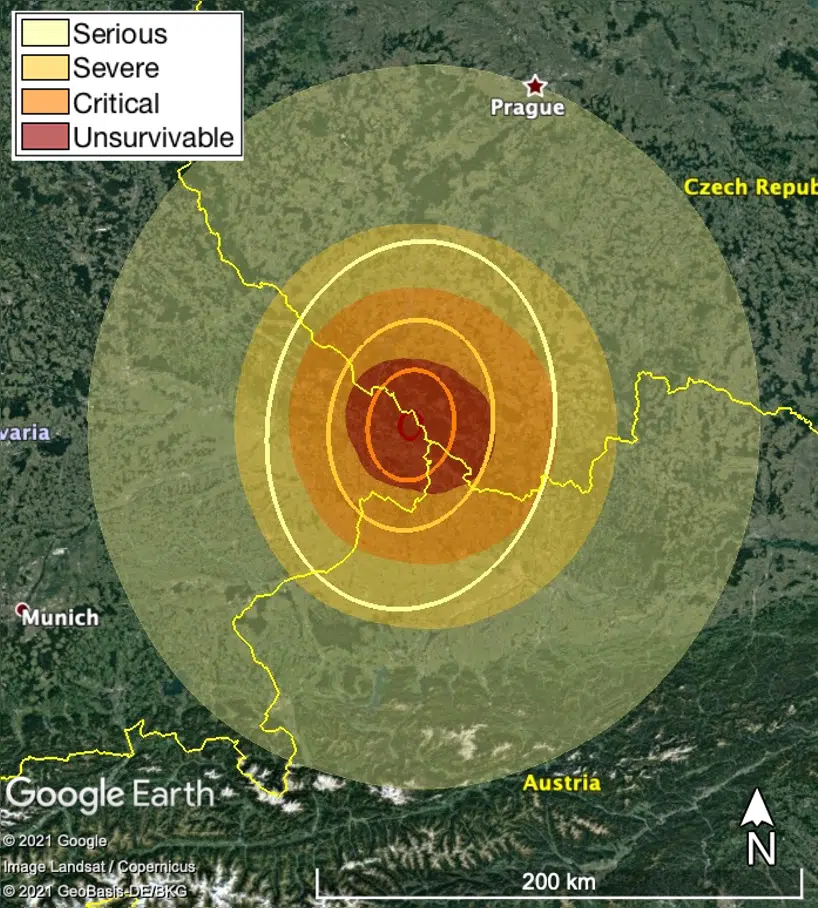 Serious
Severe
Critical
Unsurvivable
Prague
Czech Repub
varia
Munich
Austria
Google Earth
© 2021 Google
Image Landsat / Copernicus
© 2021 GeoBasis-DE/BKG
200 km
N